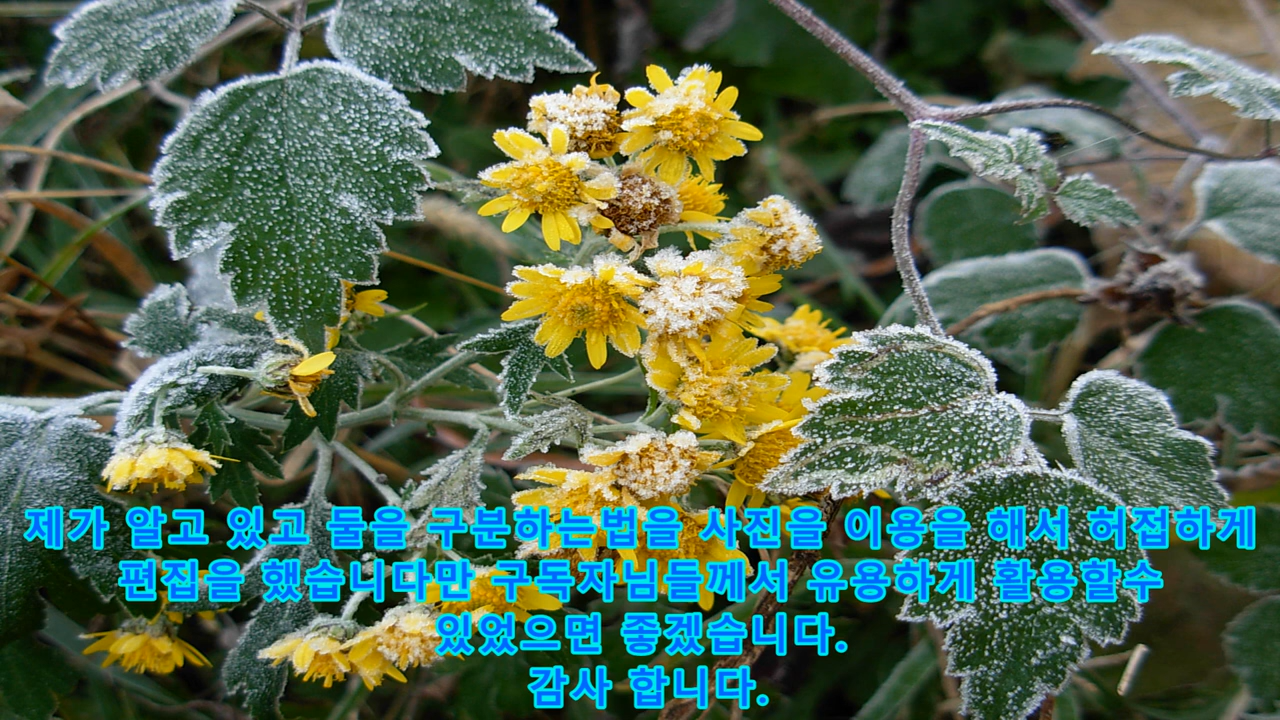 제가 알고 있고 둘을 구분하는법을 사진을 이용을 해서 허접하게
편집을 했습니다만 구독자님들께서 유용하게 활용할수
있었으면 좋겠습니다.
감사 합니다.